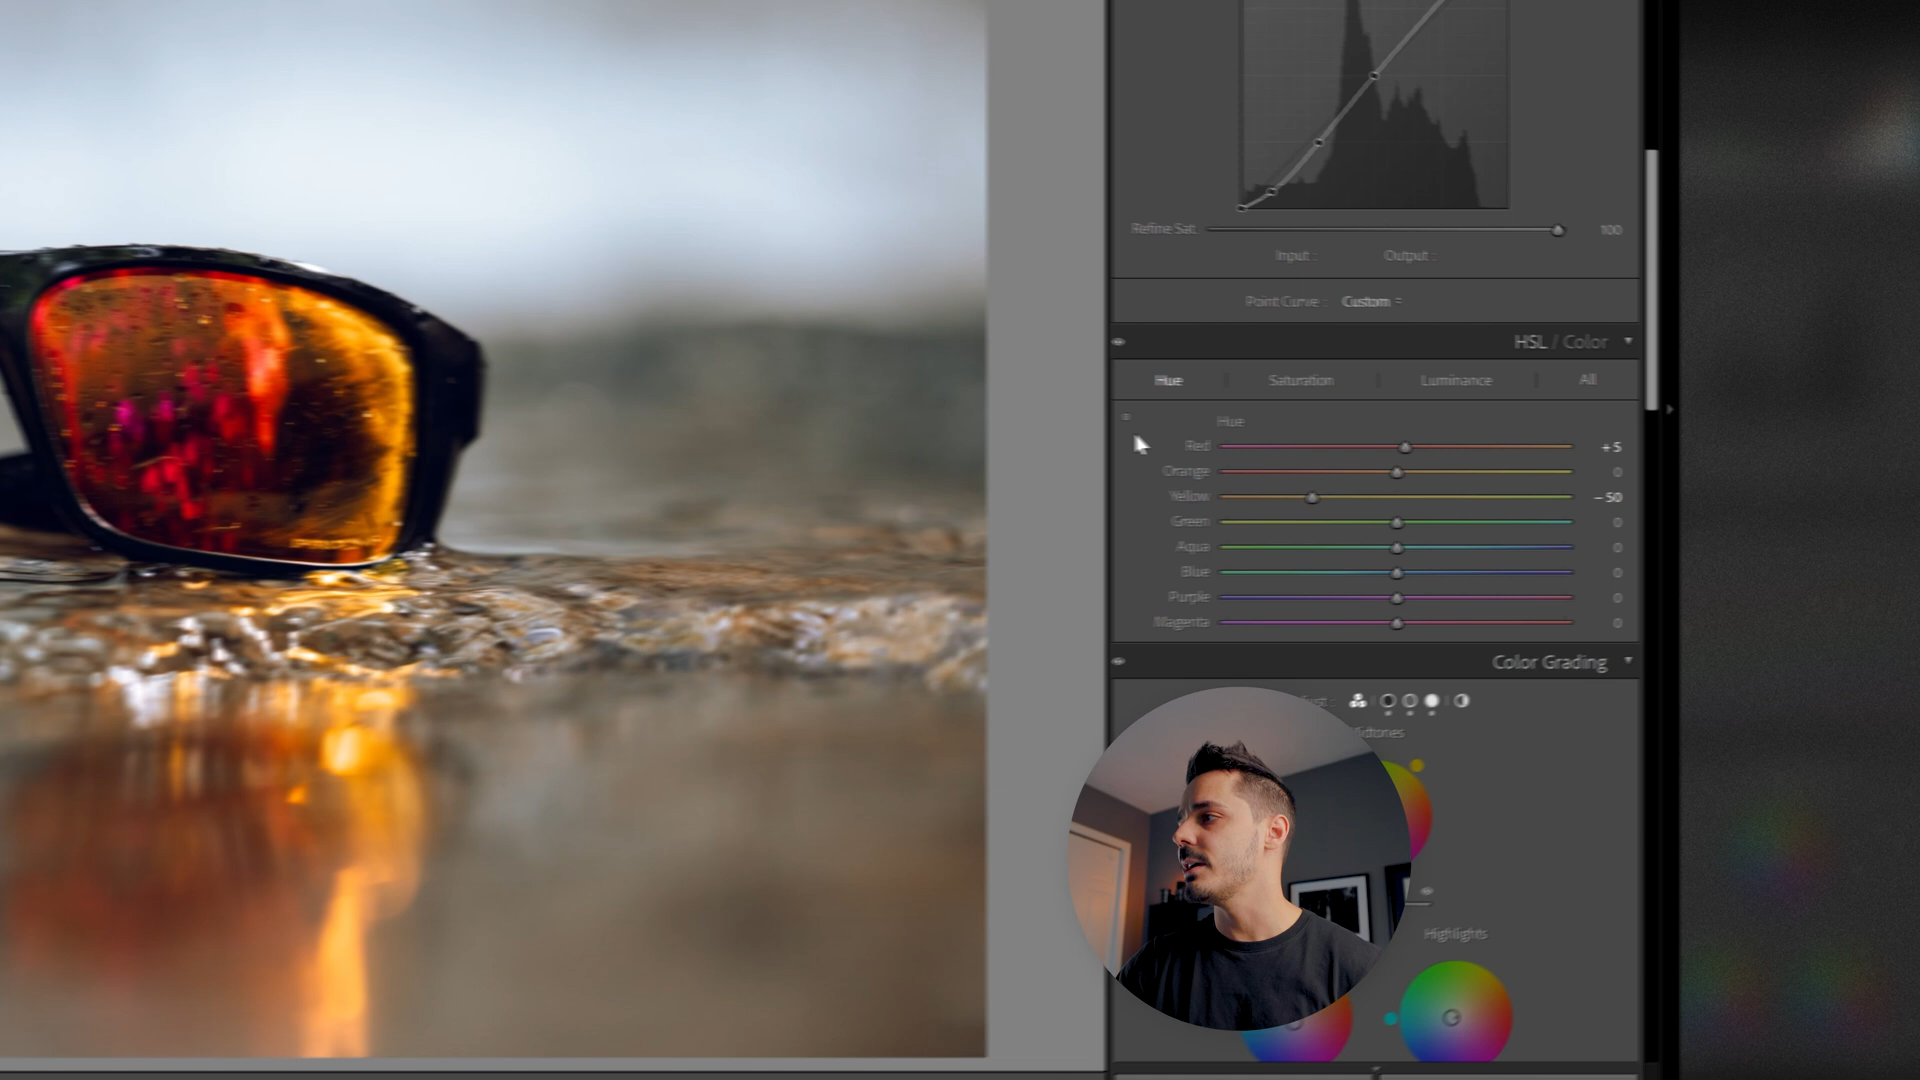 Refine Sat. 100
Input : Output :
Point Curve : Custom
HSL / Color
Hue Saturation Luminance All
Hue
Red + 5
Orange 0
Yellow – 50
Green 0
Aqua 0
Blue 0
Purple 0
Magenta 0
Color Grading
Highlights